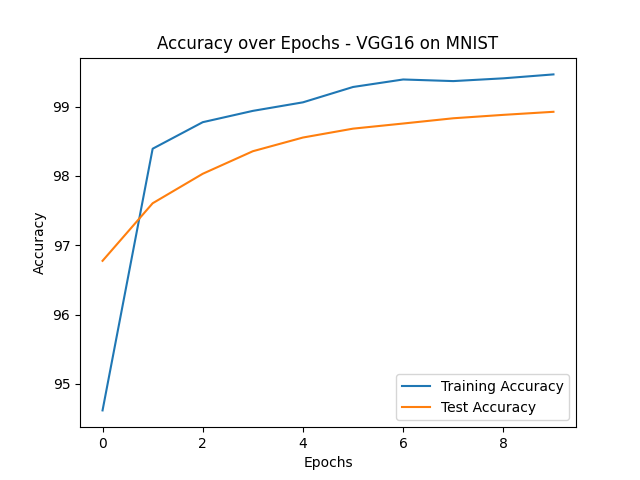 Accuracy over Epochs - VGG16 on MNIST
Accuracy
99
98
97
96
95
0 2 4 6 8
Epochs
Training Accuracy
Test Accuracy